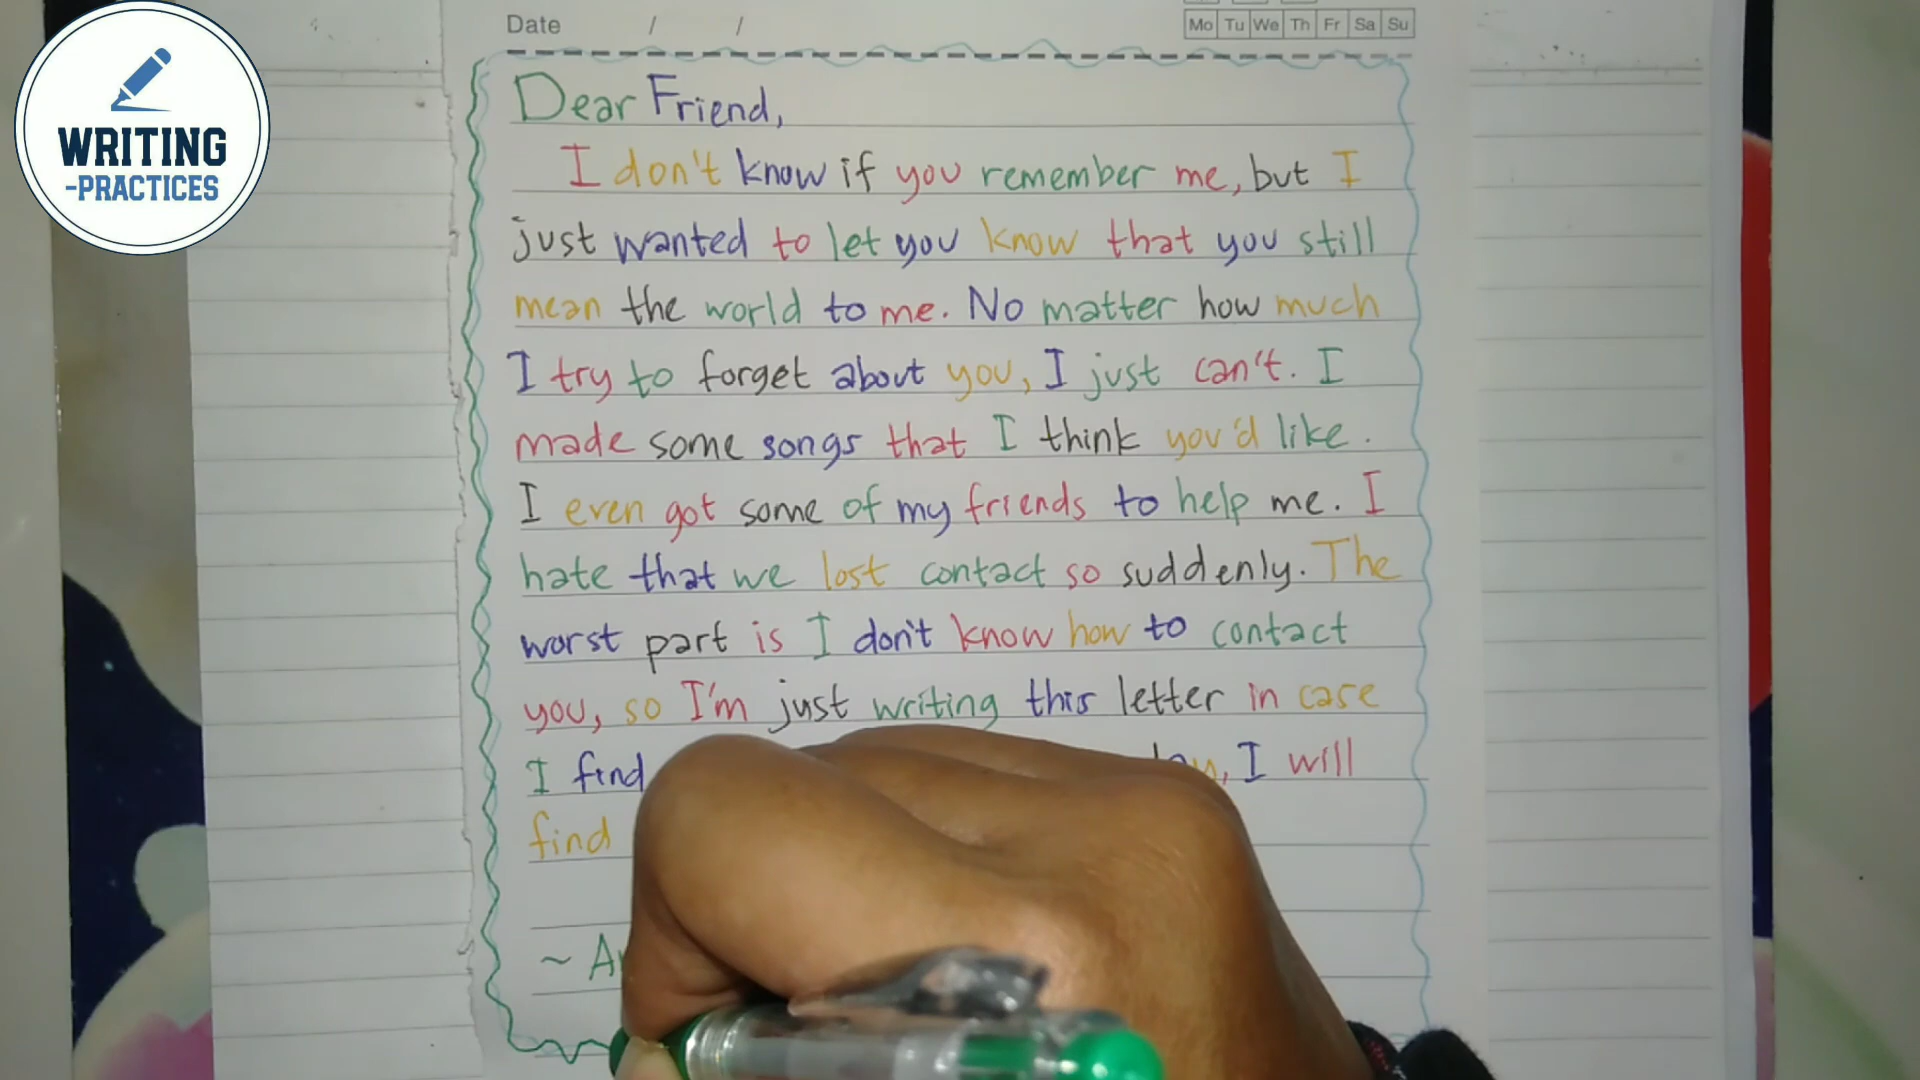 Date / /
Mo Tu We Th Fr Sa Su
WRITING
-PRACTICES
Dear Friend,
I don't know if you remember me, but I
just wanted to let you know that you still
mean the world to me. No matter how much
I try to forget about you, I just can't. I
made some songs that I think you'd like.
I even got some of my friends to help me. I
hate that we lost contact so suddenly. The
worst part is I don't know how to contact
you, so I'm just writing this letter in case
I find I will
find
~